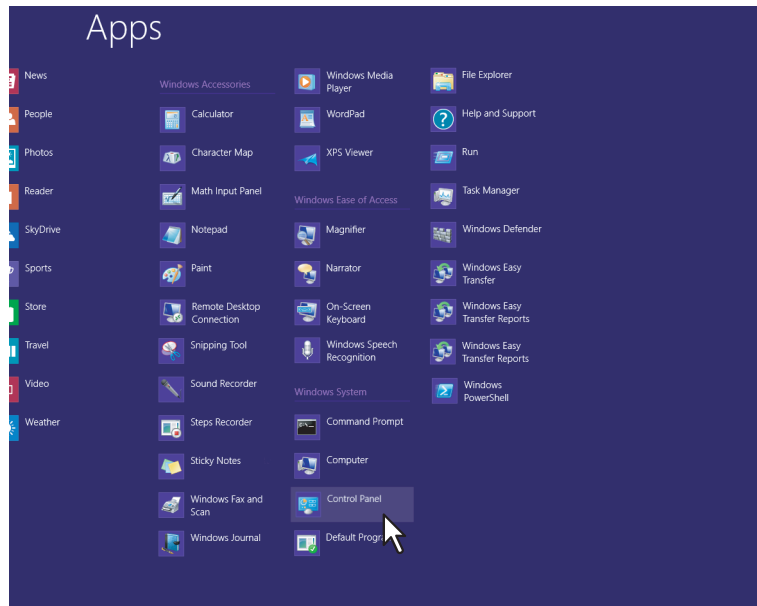 Apps
News
People
Photos
Reader
SkyDrive
Sports
Store
Travel
Video
Weather
Windows Accessories
Calculator
Character Map
Math Input Panel
Notepad
Paint
Remote Desktop
Connection
Snipping Tool
Sound Recorder
Steps Recorder
Sticky Notes
Windows Fax and
Scan
Windows Journal
Windows Media
Player
WordPad
XPS Viewer
Windows Ease of Access
Magnifier
Narrator
On-Screen
Keyboard
Windows Speech
Recognition
Windows System
Command Prompt
Computer
Control Panel
Default
File Explorer
Help and Support
Run
Task Manager
Windows Defender
Windows Easy
Transfer
Windows Easy
Transfer Reports
Windows Easy
Transfer Reports
Windows
PowerShell